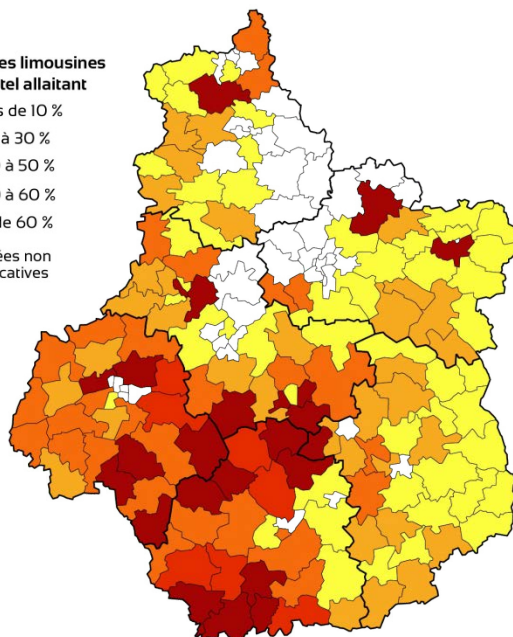 es limousines
tel allaitant
s de 10 %
à 30 %
à 50 %
à 60 %
de 60 %
ées non
catives